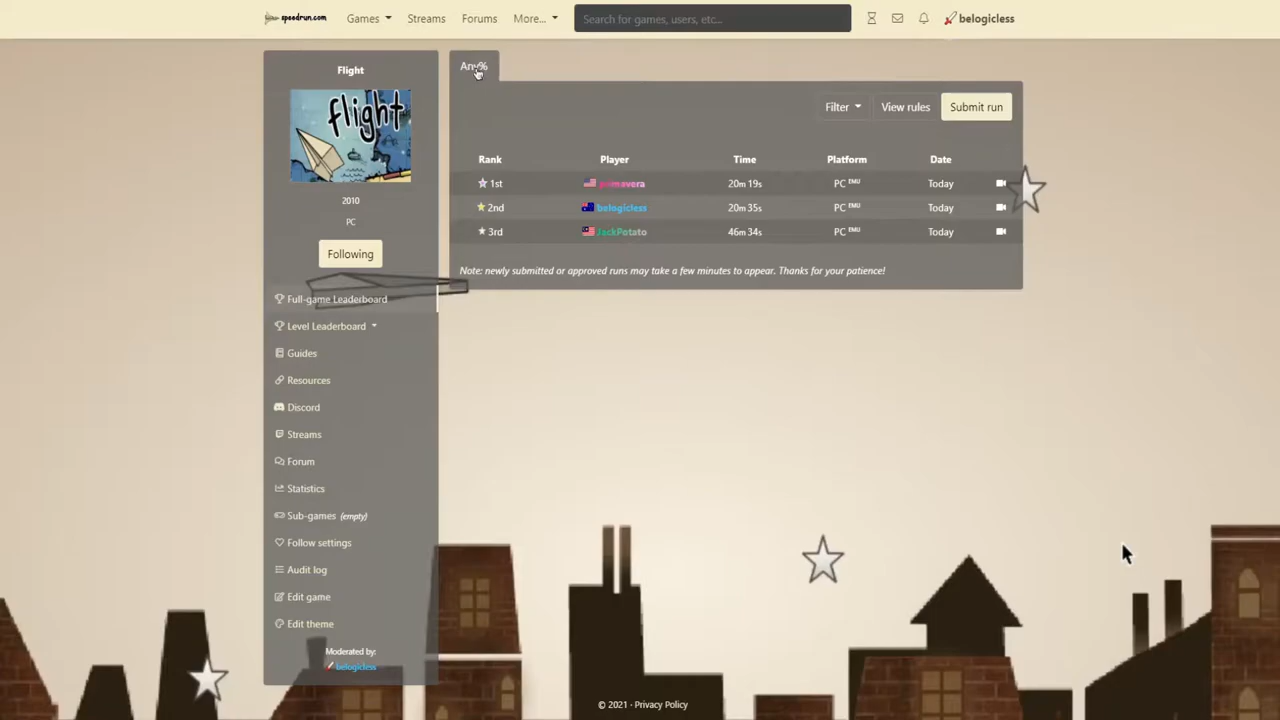 speedrun.com Games Streams Forums More... Search for games, users, etc... belogicless
Flight
flight
2010
PC
Following
Full-game Leaderboard
Level Leaderboard
Guides
Resources
Discord
Streams
Forum
Statistics
Sub-games (empty)
Follow settings
Audit log
Edit game
Edit theme
Moderated by:
belogicless
Any%
Filter View rules Submit run
Rank Player Time Platform Date
1st primavera 20m 19s PC EMU Today
2nd belogicless 20m 35s PC EMU Today
3rd JackPotato 46m 34s PC EMU Today
Note: newly submitted or approved runs may take a few minutes to appear. Thanks for your patience!
© 2021 · Privacy Policy